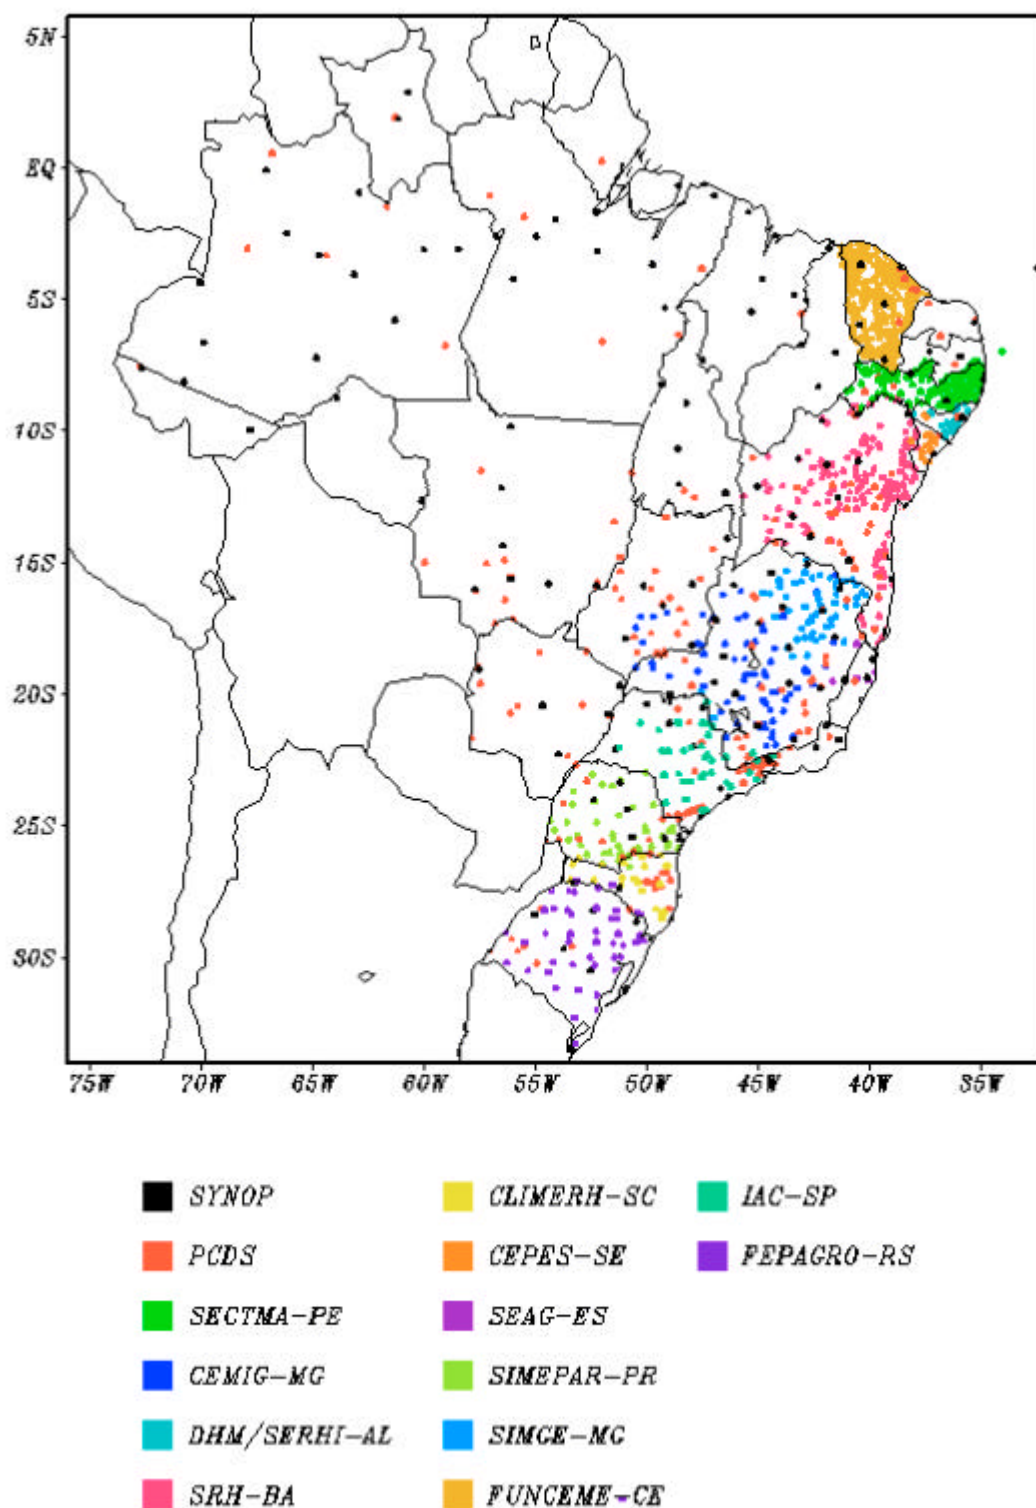 5N
EQ
5S
10S
15S
20S
25S
30S
75W 70W 65W 60W 55W 50W 45W 40W 35W
SYNOP CLIMERH-SC IAC-SP
PCDS CEPES-SE FEPAGRO-RS
SECTMA-PE SEAG-ES
CEMIG-MG SIMEPAR-PR
DHM/SERHI-AL SIMGE-MG
SRH-BA FUNCEME-CE